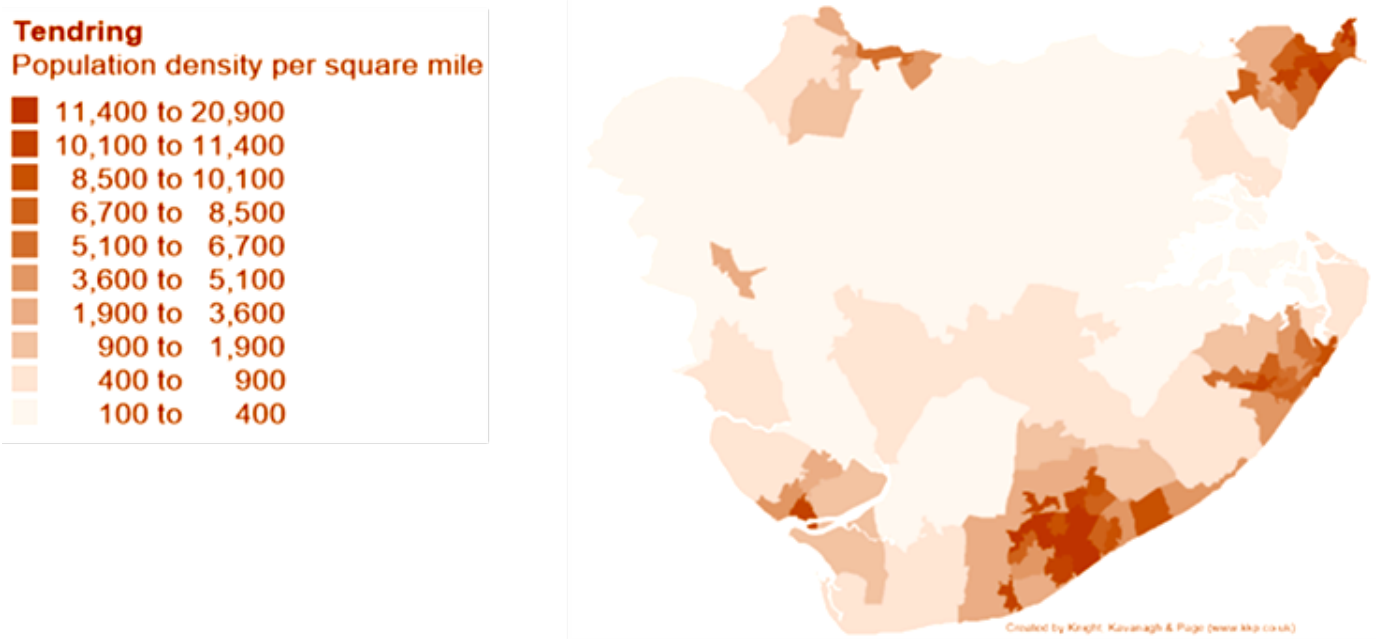 Tendring
Population density per square mile
11,400 to 20,900
10,100 to 11,400
8,500 to 10,100
6,700 to 8,500
5,100 to 6,700
3,600 to 5,100
1,900 to 3,600
900 to 1,900
400 to 900
100 to 400
Created by Knight, Kavanagh & Page (www.kkp.co.uk)